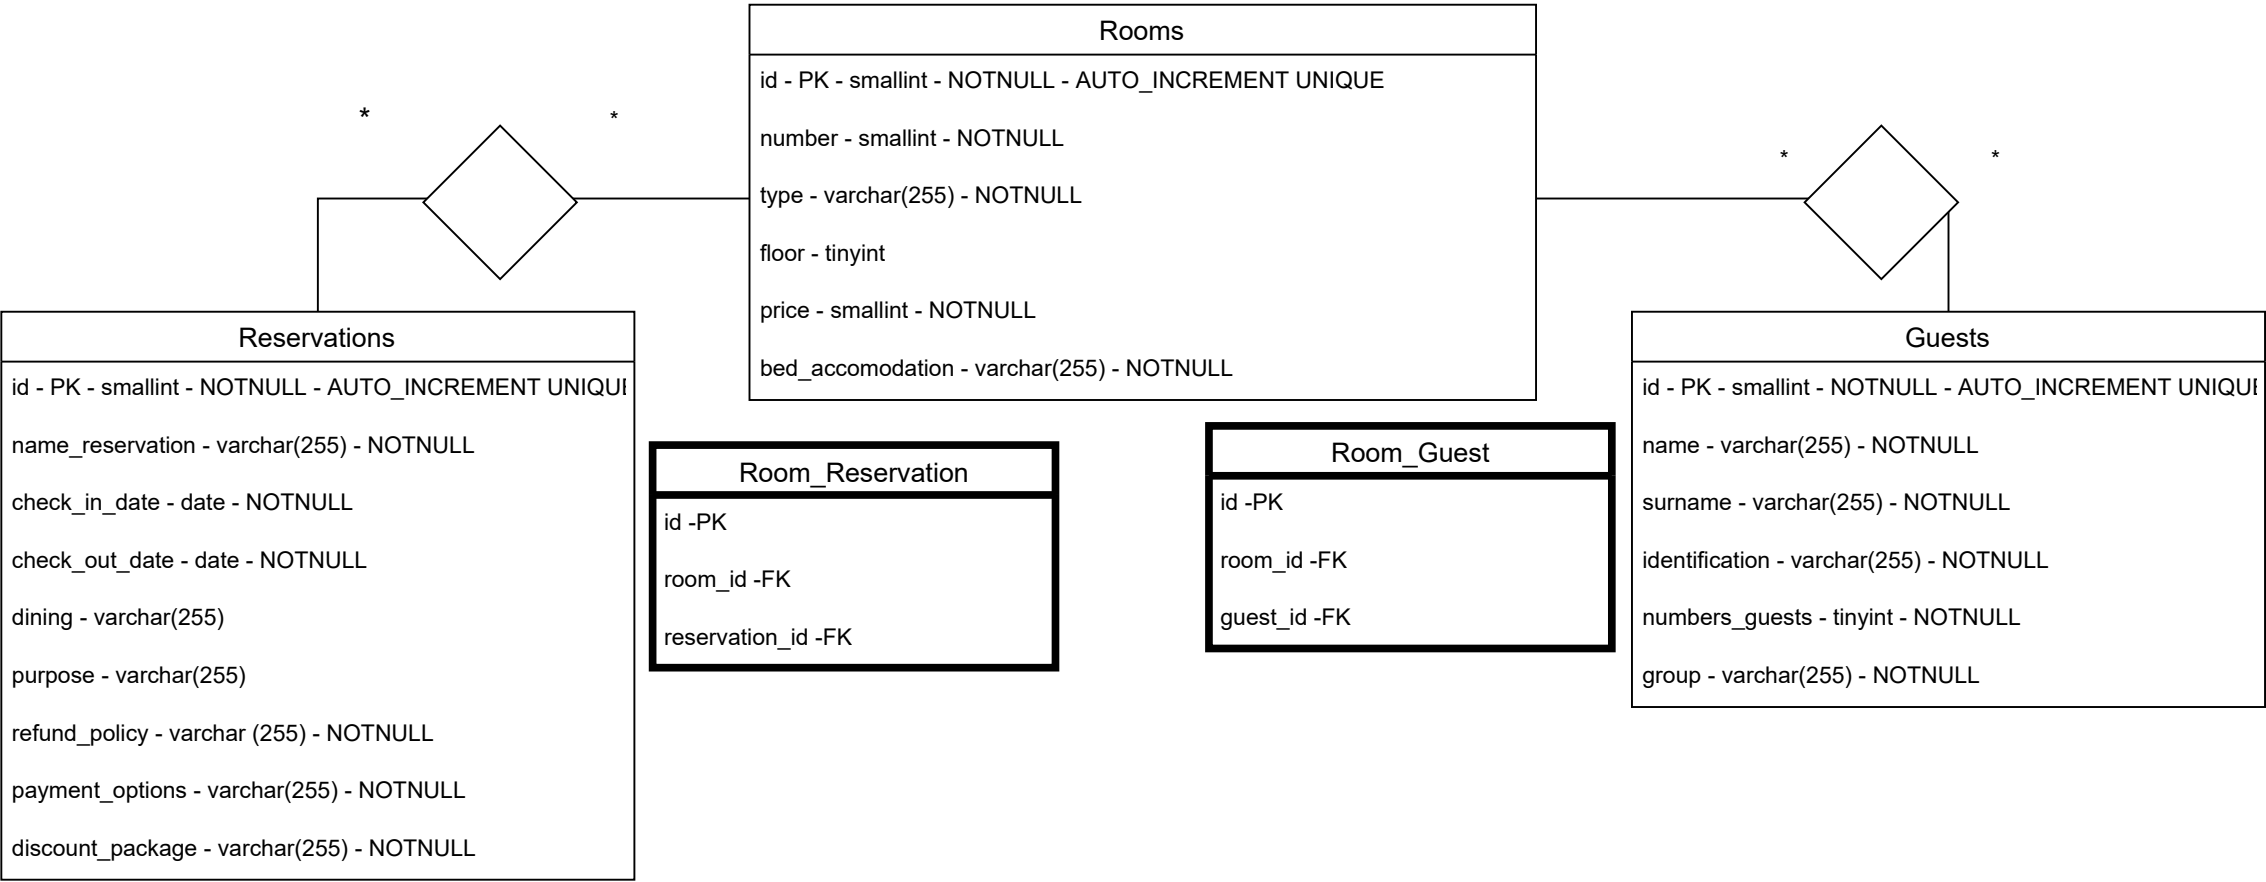 Rooms
id - PK - smallint - NOTNULL - AUTO_INCREMENT UNIQUE
number - smallint - NOTNULL
type - varchar(255) - NOTNULL
floor - tinyint
price - smallint - NOTNULL
bed_accomodation - varchar(255) - NOTNULL
*
*
*
*
Reservations
id - PK - smallint - NOTNULL - AUTO_INCREMENT UNIQUE
name_reservation - varchar(255) - NOTNULL
check_in_date - date - NOTNULL
check_out_date - date - NOTNULL
dining - varchar(255)
purpose - varchar(255)
refund_policy - varchar (255) - NOTNULL
payment_options - varchar(255) - NOTNULL
discount_package - varchar(255) - NOTNULL
Room_Reservation
id -PK
room_id -FK
reservation_id -FK
Room_Guest
id -PK
room_id -FK
guest_id -FK
Guests
id - PK - smallint - NOTNULL - AUTO_INCREMENT UNIQUE
name - varchar(255) - NOTNULL
surname - varchar(255) - NOTNULL
identification - varchar(255) - NOTNULL
numbers_guests - tinyint - NOTNULL
group - varchar(255) - NOTNULL